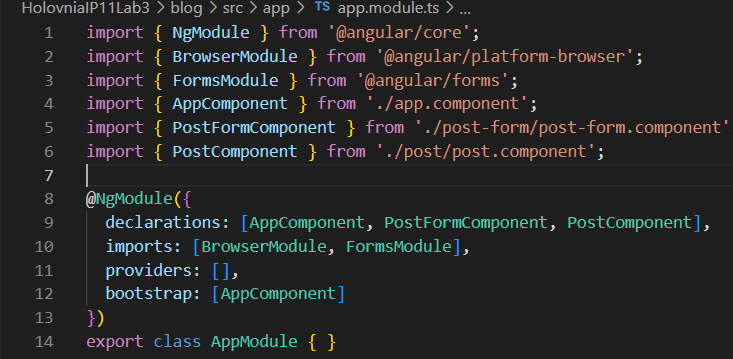 HolovniaIP11Lab3 > blog > src > app > TS app.module.ts > ...
1 import { NgModule } from '@angular/core';
2 import { BrowserModule } from '@angular/platform-browser';
3 import { FormsModule } from '@angular/forms';
4 import { AppComponent } from './app.component';
5 import { PostFormComponent } from './post-form/post-form.component'
6 import { PostComponent } from './post/post.component';
7
8 @NgModule({
9 declarations: [AppComponent, PostFormComponent, PostComponent],
10 imports: [BrowserModule, FormsModule],
11 providers: [],
12 bootstrap: [AppComponent]
13 })
14 export class AppModule { }